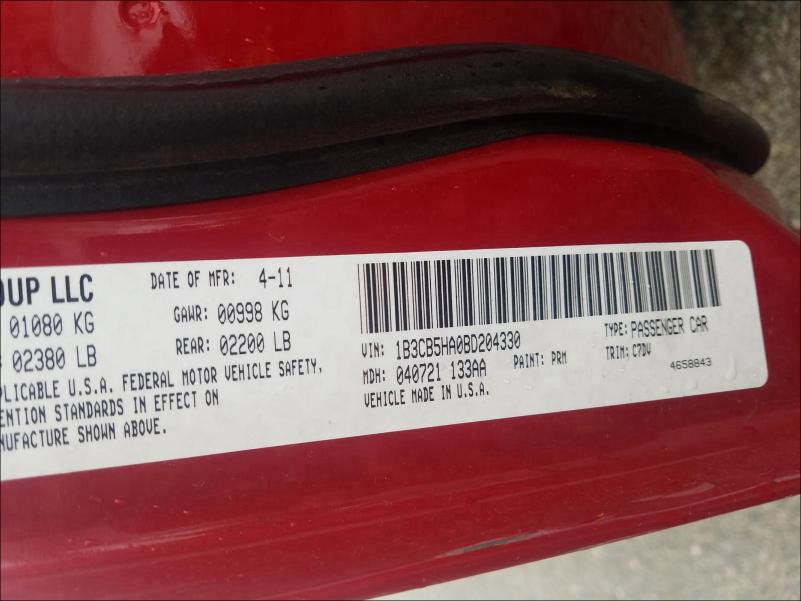 OUP LLC
DATE OF MFR: 4-11
01080 KG
GAWR: 00998 KG
02380 LB
REAR: 02200 LB
PLICABLE U.S.A. FEDERAL MOTOR VEHICLE SAFETY,
ENTION STANDARDS IN EFFECT ON
NUFACTURE SHOWN ABOVE.
VIN: 1B3CB5HA0BD204330
TYPE: PASSENGER CAR
MDH: 040721 133AA
PAINT: PRM
TRIM: C7DV
VEHICLE MADE IN U.S.A.
4658843